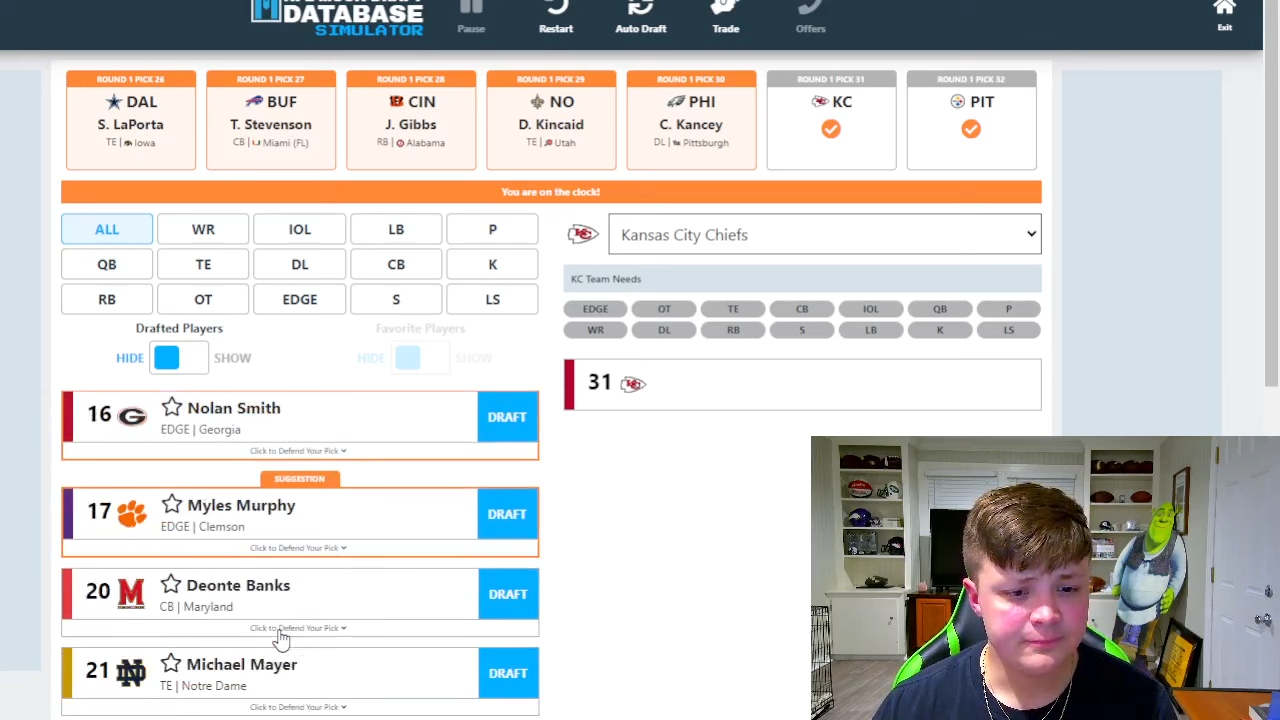 DATABASE
SIMULATOR
Pause
Restart
Auto Draft
Trade
Offers
Exit
ROUND 1 PICK 26
DAL
S. LaPorta
TE | Iowa
ROUND 1 PICK 27
BUF
T. Stevenson
CB | Miami (FL)
ROUND 1 PICK 28
CIN
J. Gibbs
RB | Alabama
ROUND 1 PICK 29
NO
D. Kincaid
TE | Utah
ROUND 1 PICK 30
PHI
C. Kancey
DL | Pittsburgh
ROUND 1 PICK 31
KC
ROUND 1 PICK 32
PIT
You are on the clock!
ALL WR IOL LB P
QB TE DL CB K
RB OT EDGE S LS
Drafted Players
HIDE SHOW
Favorite Players
HIDE SHOW
16 Nolan Smith
EDGE | Georgia
DRAFT
Click to Defend Your Pick
SUGGESTION
17 Myles Murphy
EDGE | Clemson
DRAFT
Click to Defend Your Pick
20 Deonte Banks
CB | Maryland
DRAFT
Click to Defend Your Pick
21 Michael Mayer
TE | Notre Dame
DRAFT
Click to Defend Your Pick
Kansas City Chiefs
KC Team Needs
EDGE OT TE CB IOL QB P
WR DL RB S LB K LS
31